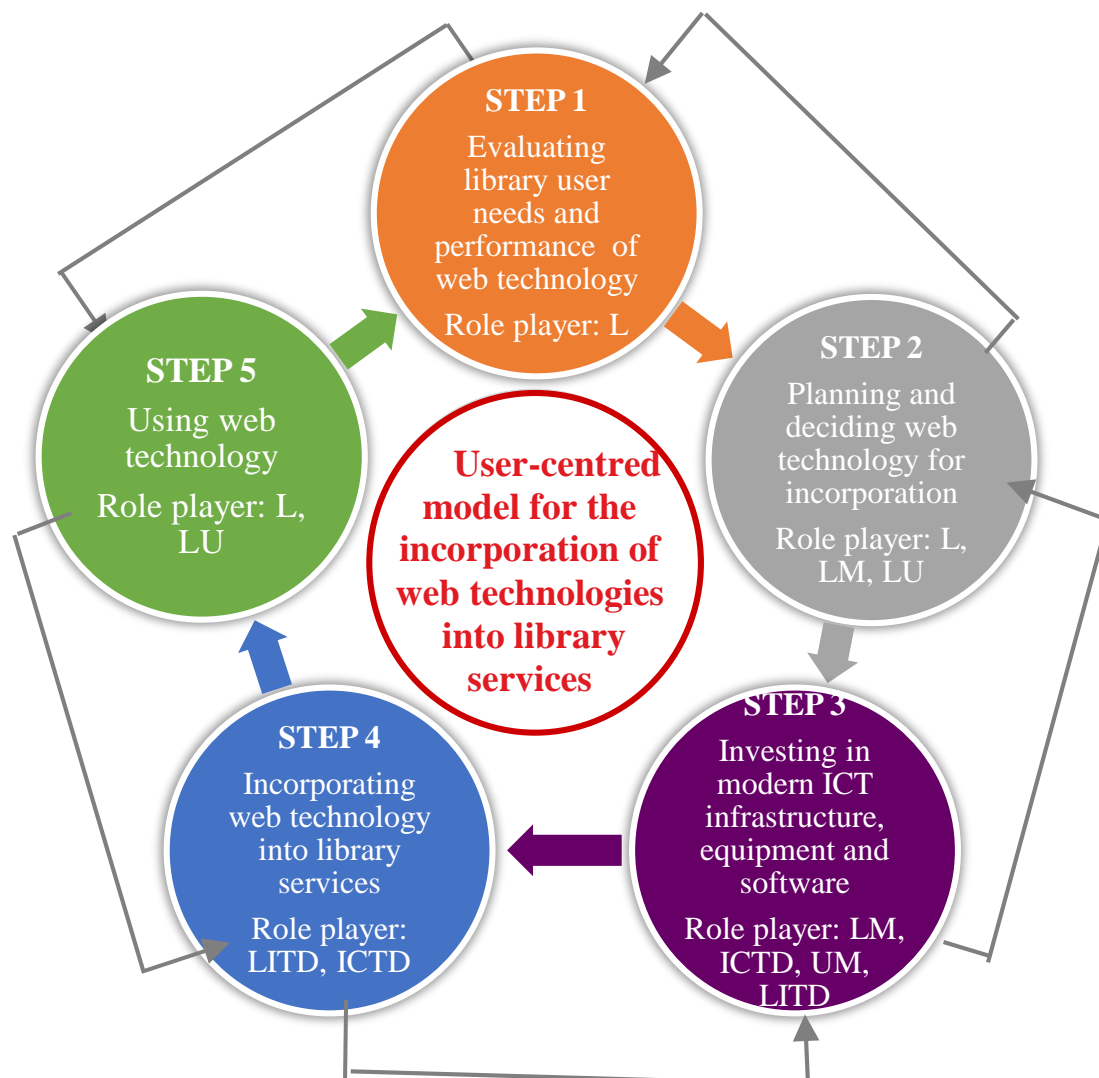 STEP 1
Evaluating
library user
needs and
performance of
web technology
Role player: L
STEP 2
Planning and
deciding web
technology for
incorporation
Role player: L,
LM, LU
STEP 3
Investing in
modern ICT
infrastructure,
equipment and
software
Role player: LM,
ICTD, UM,
LITD
STEP 4
Incorporating
web technology
into library
services
Role player:
LITD, ICTD
STEP 5
Using web
technology
Role player: L,
LU
User-centred
model for the
incorporation of
web technologies
into library
services